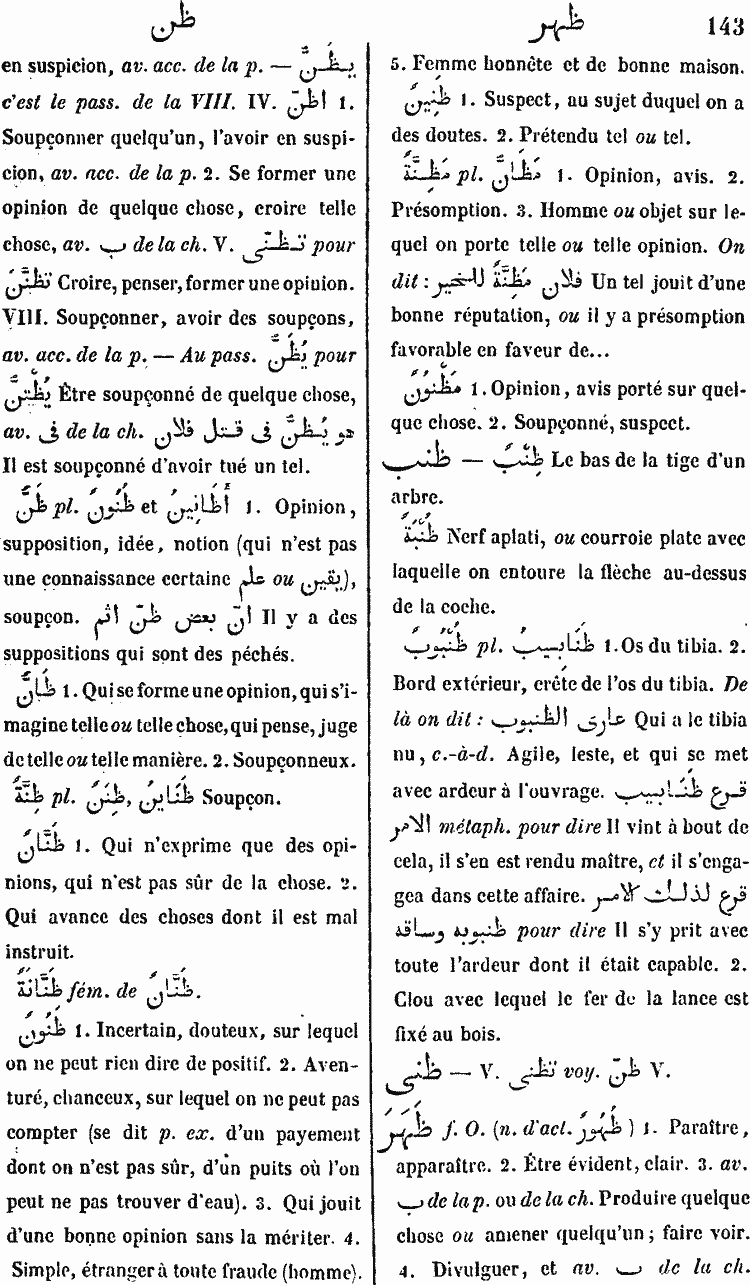 ظن
ظهر
143
en suspicion, av. acc. de la p. — يظنّ
c'est le pass. de la VIII. IV. اظنّ 1.
Soupçonner quelqu'un, l'avoir en suspi-
cion, av. acc. de la p. 2. Se former une
opinion de quelque chose, croire telle
chose, av. ب de la ch. V. تظنّى pour
تظنّن Croire, penser, former une opinion.
VIII. Soupçonner, avoir des soupçons,
av. acc. de la p. — Au pass. يُظَّنّ pour
يُظْتَنّ Être soupçonné de quelque chose,
av. فى de la ch. هو يُظَّنّ فى قتل فلان
Il est soupçonné d'avoir tué un tel.
ظَنٌّ pl. ظُنُونٌ et أَظَانِينُ 1. Opinion,
supposition, idée, notion (qui n'est pas
une connaissance certaine علم ou يقين),
soupçon. انّ بعض ظنّ اثم Il y a des
suppositions qui sont des péchés.
ظَانٌّ 1. Qui se forme une opinion, qui s'i-
magine telle ou telle chose, qui pense, juge
de telle ou telle manière. 2. Soupçonneux.
ظِنَّةٌ pl. ظِنَنٌ, ظَنَاينُ Soupçon.
ظَنَّانٌ 1. Qui n'exprime que des opi-
nions, qui n'est pas sûr de la chose. 2.
Qui avance des choses dont il est mal
instruit.
ظَنَّانَةٌ fém. de ظَنَّانٌ.
ظَنُونٌ 1. Incertain, douteux, sur lequel
on ne peut rien dire de positif. 2. Aven-
turé, chanceux, sur lequel on ne peut pas
compter (se dit p. ex. d'un payement
dont on n'est pas sûr, d'un puits où l'on
peut ne pas trouver d'eau). 3. Qui jouit
d'une bonne opinion sans la mériter. 4.
Simple, étranger à toute fraude (homme).
5. Femme honnête et de bonne maison.
ظَنِينٌ 1. Suspect, au sujet duquel on a
des doutes. 2. Prétendu tel ou tel.
مَظِنَّةٌ pl. مَظَانُّ 1. Opinion, avis. 2.
Présomption. 3. Homme ou objet sur le-
quel on porte telle ou telle opinion. On
dit : فلان مَظِنَّةٌ للخير Un tel jouit d'une
bonne réputation, ou il y a présomption
favorable en faveur de...
مَظْنُونٌ 1. Opinion, avis porté sur quel-
que chose. 2. Soupçonné, suspect.
ظنب — ظِنْبٌ Le bas de la tige d'un
arbre.
ظُنْبَةٌ Nerf aplati, ou courroie plate avec
laquelle on entoure la flèche au-dessus
de la coche.
ظُنْبُوبٌ pl. ظَنَابِيبُ 1. Os du tibia. 2.
Bord extérieur, crête de l'os du tibia. De
là on dit : عارى الظنبوب Qui a le tibia
nu, c.-à-d. Agile, leste, et qui se met
avec ardeur à l'ouvrage. قرع ظَنَابيب
الامر métaph. pour dire Il vint à bout de
cela, il s'en est rendu maître, et il s'enga-
gea dans cette affaire. قرع لذلك الامر
ظنبوبه وساقه pour dire Il s'y prit avec
toute l'ardeur dont il était capable. 2.
Clou avec lequel le fer de la lance est
fixé au bois.
ظنى — V. تظنى voy. ظنّ V.
ظَهَرَ f. O. (n. d'act. ظُهُورٌ) 1. Paraître,
apparaître. 2. Être évident, clair. 3. av.
ب de la p. ou de la ch. Produire quelque
chose ou amener quelqu'un ; faire voir.
4. Divulguer, et av. ب de la ch.